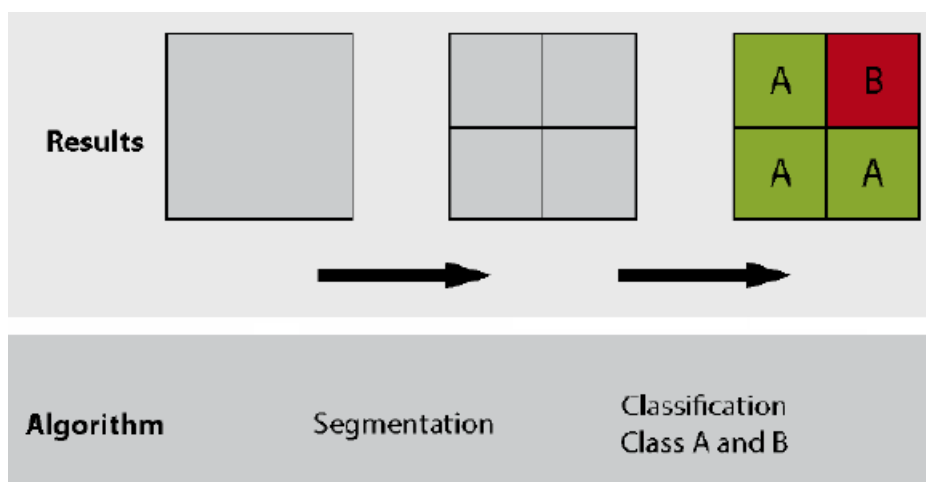 A B
Results
A A
Algorithm
Segmentation
Classification
Class A and B